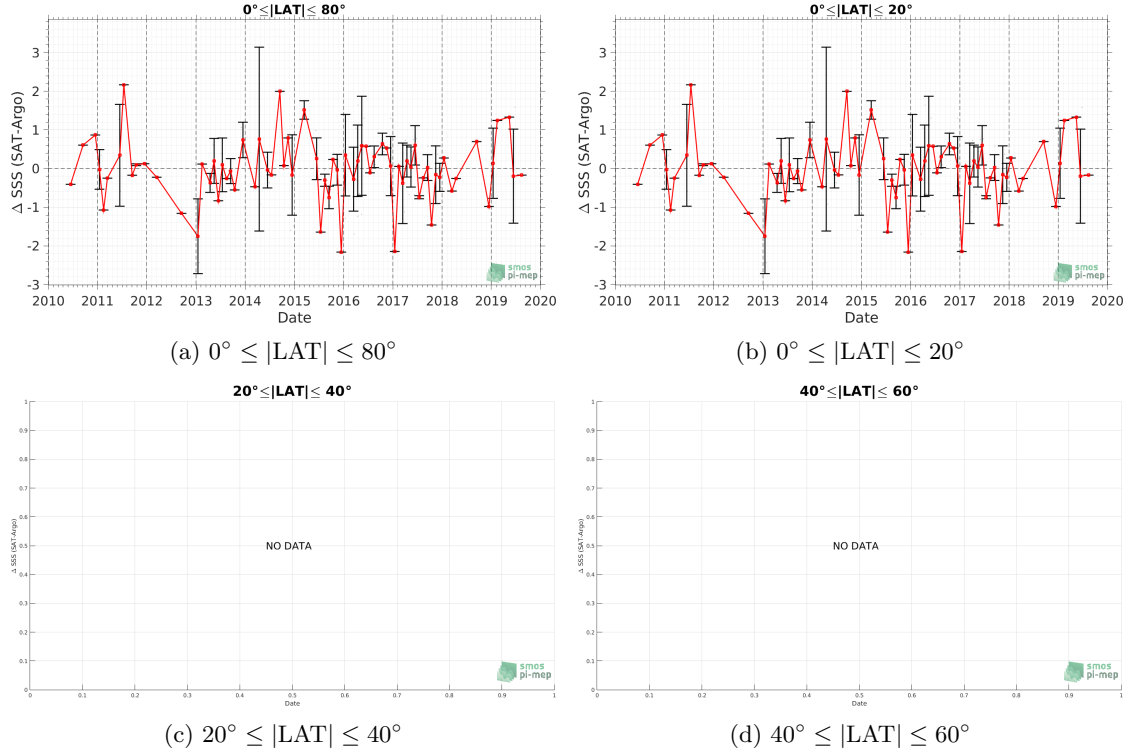 0°≤|LAT|≤ 80°
Δ SSS (SAT-Argo)
3
2
1
0
-1
-2
-3
2010 2011 2012 2013 2014 2015 2016 2017 2018 2019 2020
Date
smos
pi-mep
(a) 0° ≤ |LAT| ≤ 80°
0°≤|LAT|≤ 20°
Δ SSS (SAT-Argo)
3
2
1
0
-1
-2
-3
2010 2011 2012 2013 2014 2015 2016 2017 2018 2019 2020
Date
smos
pi-mep
(b) 0° ≤ |LAT| ≤ 20°
20°≤|LAT|≤ 40°
Δ SSS (SAT-Argo)
1
0.9
0.8
0.7
0.6
0.5
0.4
0.3
0.2
0.1
0
NO DATA
0 0.1 0.2 0.3 0.4 0.5 0.6 0.7 0.8 0.9 1
Date
smos
pi-mep
(c) 20° ≤ |LAT| ≤ 40°
40°≤|LAT|≤ 60°
Δ SSS (SAT-Argo)
1
0.9
0.8
0.7
0.6
0.5
0.4
0.3
0.2
0.1
0
NO DATA
0 0.1 0.2 0.3 0.4 0.5 0.6 0.7 0.8 0.9 1
Date
smos
pi-mep
(d) 40° ≤ |LAT| ≤ 60°